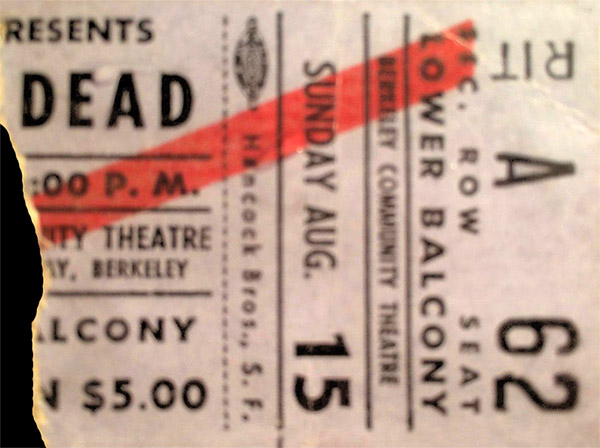 RESENTS
DEAD
:00 P. M.
ITY THEATRE
Y, BERKELEY
ALCONY
N $5.00
Hancock Bros., S. F.
SUNDAY AUG. 15
BERKELEY COMMUNITY THEATRE
LOWER BALCONY
SEC. ROW SEAT
RIT A 62